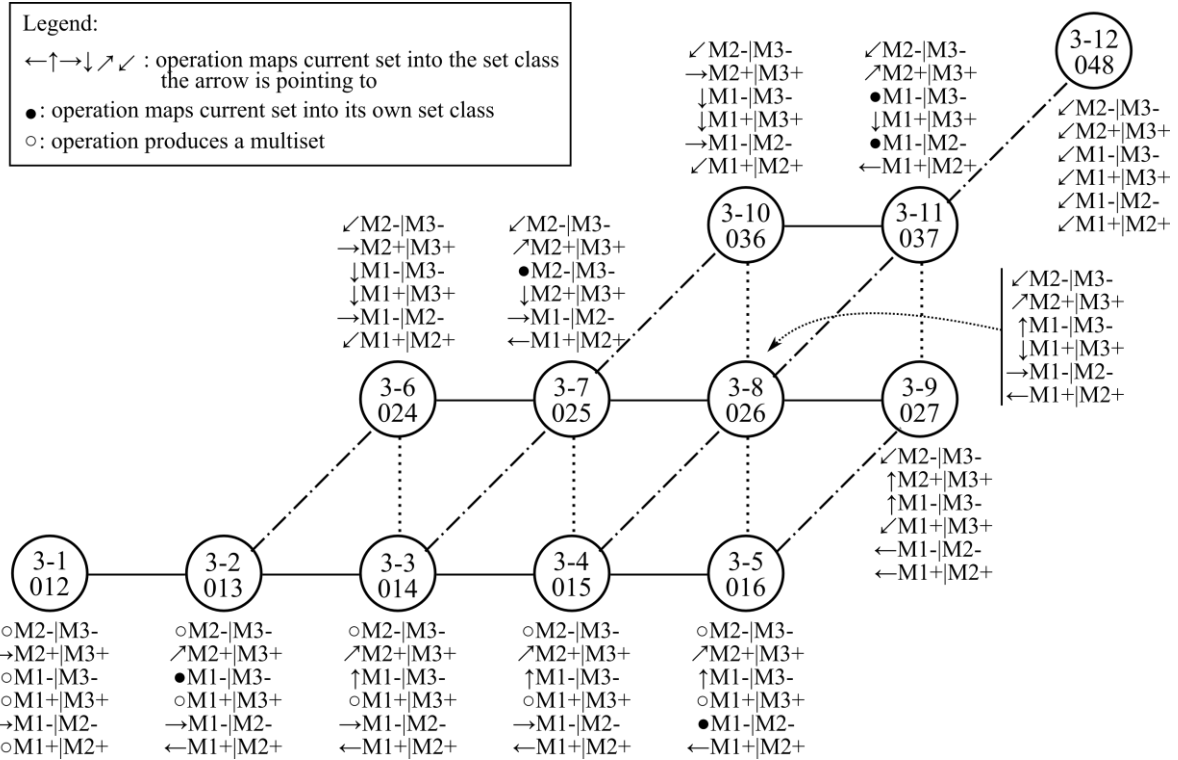 Legend:
←↑→↓↗↙ : operation maps current set into the set class
the arrow is pointing to
●: operation maps current set into its own set class
○: operation produces a multiset
↙M2-|M3-
→M2+|M3+
↓M1-|M3-
↓M1+|M3+
→M1-|M2-
↙M1+|M2+
3-10
036
↙M2-|M3-
↗M2+|M3+
●M1-|M3-
↓M1+|M3+
●M1-|M2-
←M1+|M2+
3-11
037
3-12
048
↙M2-|M3-
↙M2+|M3+
↙M1-|M3-
↙M1+|M3+
↙M1-|M2-
↙M1+|M2+
↙M2-|M3-
→M2+|M3+
↓M1-|M3-
↓M1+|M3+
→M1-|M2-
↙M1+|M2+
3-6
024
↙M2-|M3-
↗M2+|M3+
●M2-|M3-
↓M2+|M3+
→M1-|M2-
←M1+|M2+
3-7
025
3-8
026
↙M2-|M3-
↗M2+|M3+
↑M1-|M3-
↓M1+|M3+
→M1-|M2-
←M1+|M2+
3-9
027
↙M2-|M3-
↑M2+|M3+
↑M1-|M3-
↙M1+|M3+
←M1-|M2-
←M1+|M2+
3-1
012
○M2-|M3-
→M2+|M3+
○M1-|M3-
○M1+|M3+
→M1-|M2-
○M1+|M2+
3-2
013
○M2-|M3-
↗M2+|M3+
●M1-|M3-
○M1+|M3+
→M1-|M2-
←M1+|M2+
3-3
014
○M2-|M3-
↗M2+|M3+
↑M1-|M3-
○M1+|M3+
→M1-|M2-
←M1+|M2+
3-4
015
○M2-|M3-
↗M2+|M3+
↑M1-|M3-
○M1+|M3+
→M1-|M2-
←M1+|M2+
3-5
016
○M2-|M3-
↗M2+|M3+
↑M1-|M3-
○M1+|M3+
●M1-|M2-
←M1+|M2+